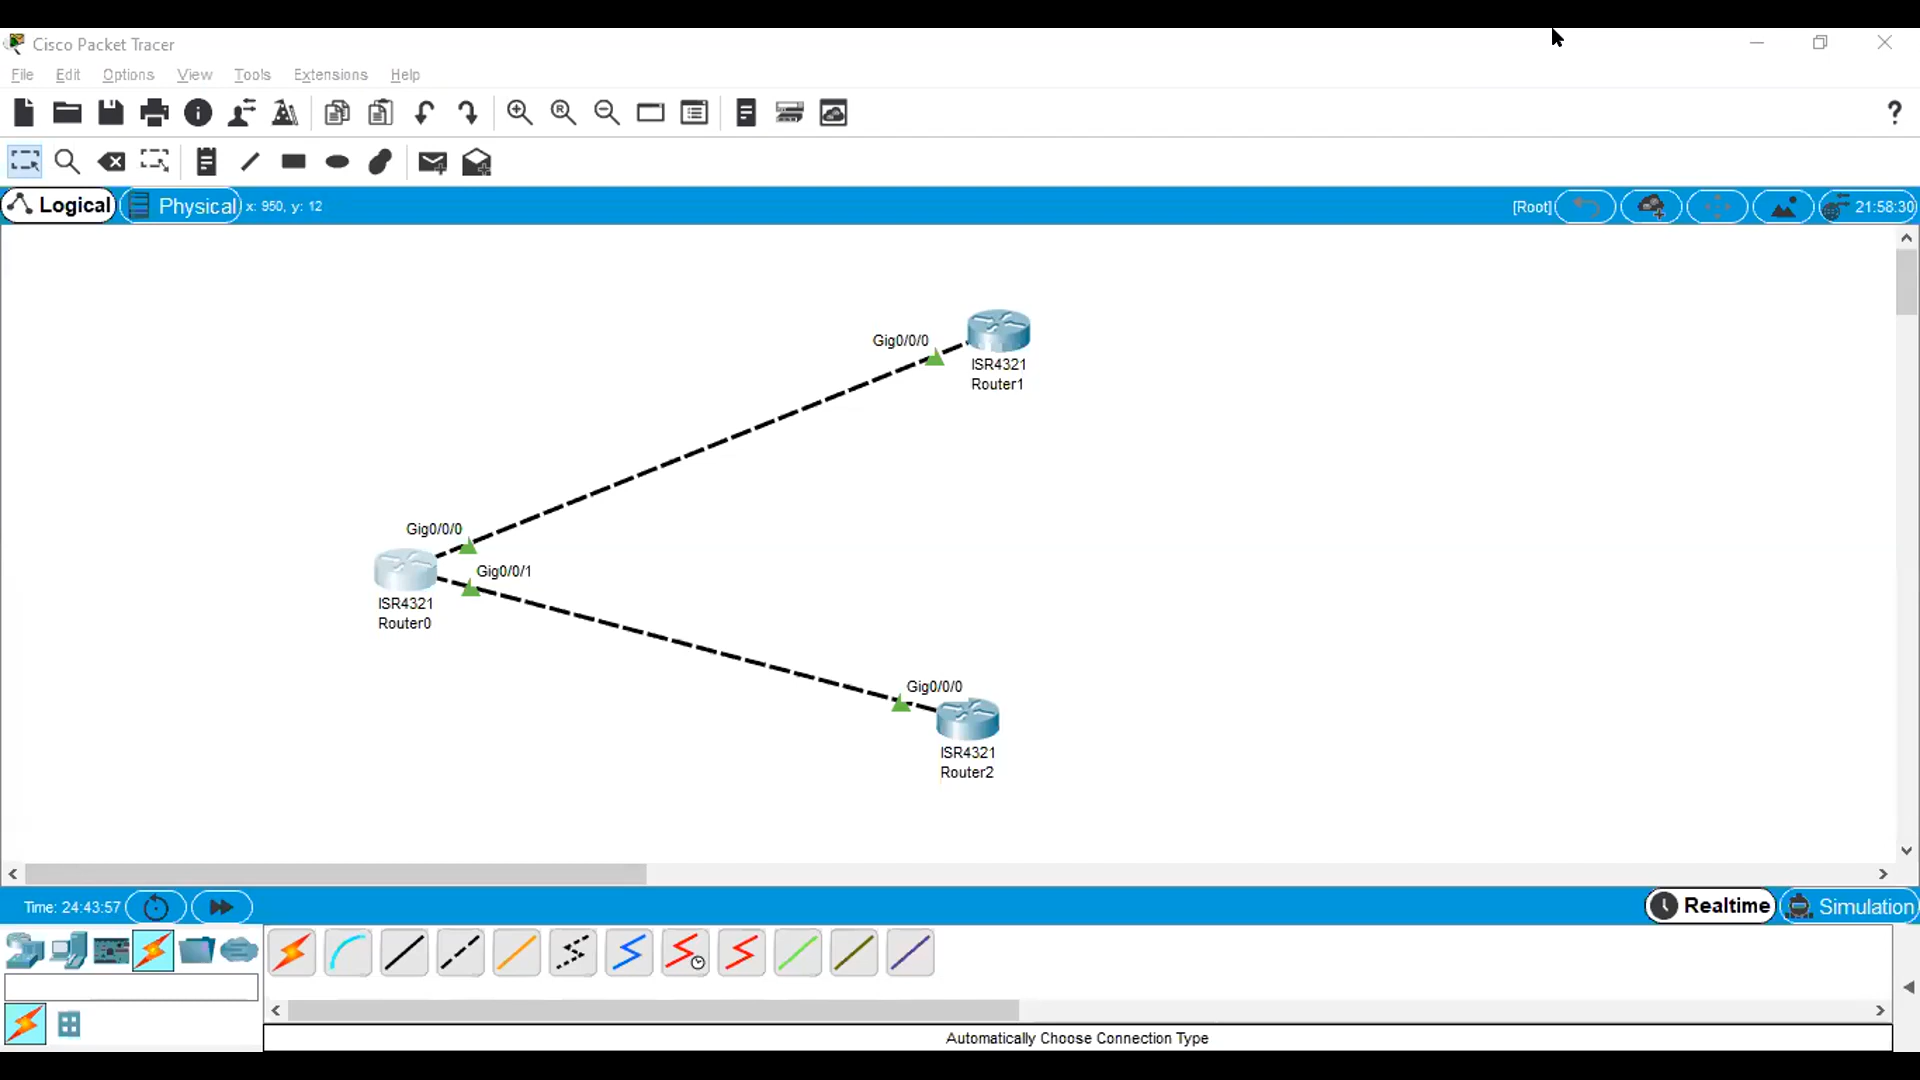 Cisco Packet Tracer
File Edit Options View Tools Extensions Help
?
Logical Physical x: 950, y: 12 [Root] 21:58:30
Gig0/0/0
ISR4321
Router1
Gig0/0/0
Gig0/0/1
ISR4321
Router0
Gig0/0/0
ISR4321
Router2
Time: 24:43:57 Realtime Simulation
Automatically Choose Connection Type